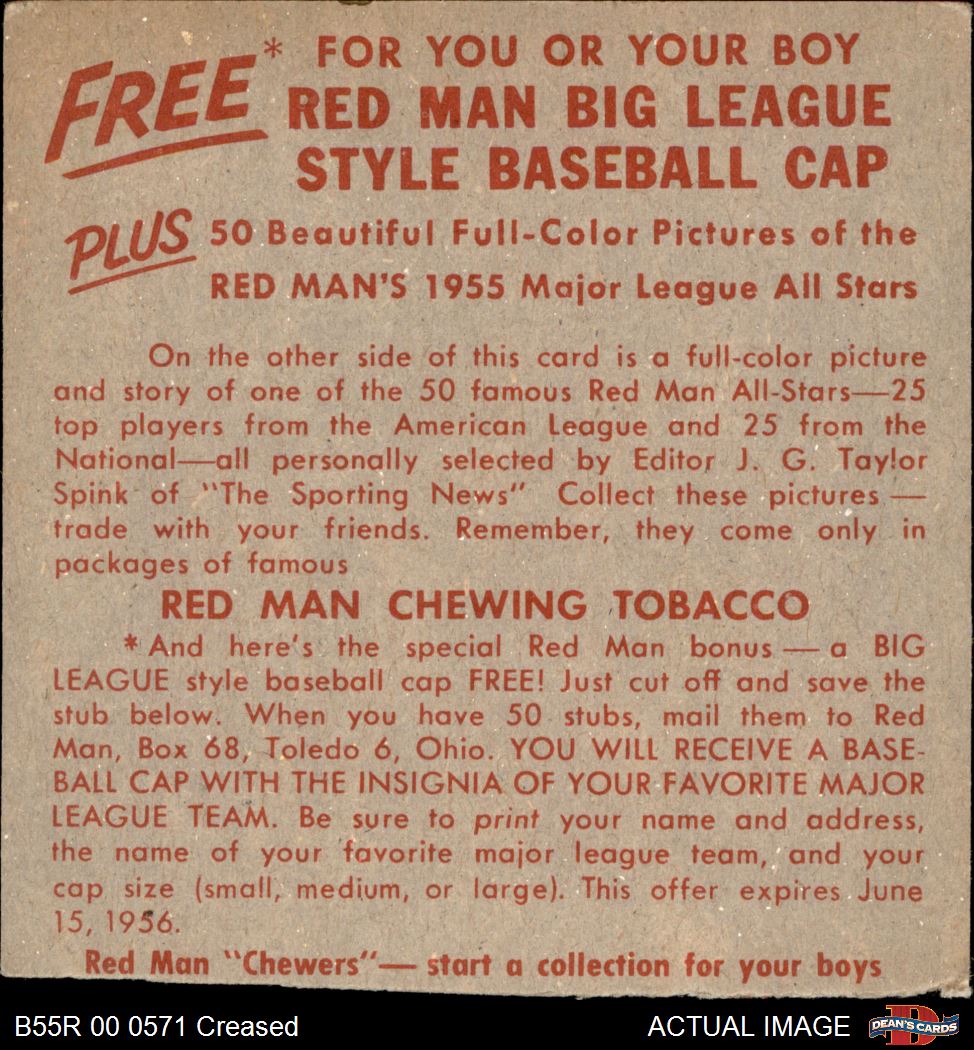 FREE* FOR YOU OR YOUR BOY
RED MAN BIG LEAGUE
STYLE BASEBALL CAP
PLUS 50 Beautiful Full-Color Pictures of the
RED MAN'S 1955 Major League All Stars
On the other side of this card is a full-color picture
and story of one of the 50 famous Red Man All-Stars—25
top players from the American League and 25 from the
National—all personally selected by Editor J. G. Taylor
Spink of "The Sporting News" Collect these pictures —
trade with your friends. Remember, they come only in
packages of famous
RED MAN CHEWING TOBACCO
* And here's the special Red Man bonus — a BIG
LEAGUE style baseball cap FREE! Just cut off and save the
stub below. When you have 50 stubs, mail them to Red
Man, Box 68, Toledo 6, Ohio. YOU WILL RECEIVE A BASE-
BALL CAP WITH THE INSIGNIA OF YOUR FAVORITE MAJOR
LEAGUE TEAM. Be sure to print your name and address,
the name of your favorite major league team, and your
cap size (small, medium, or large). This offer expires June
15, 1956.
Red Man "Chewers"— start a collection for your boys
B55R 00 0571 Creased
ACTUAL IMAGE
DEAN'S CARDS